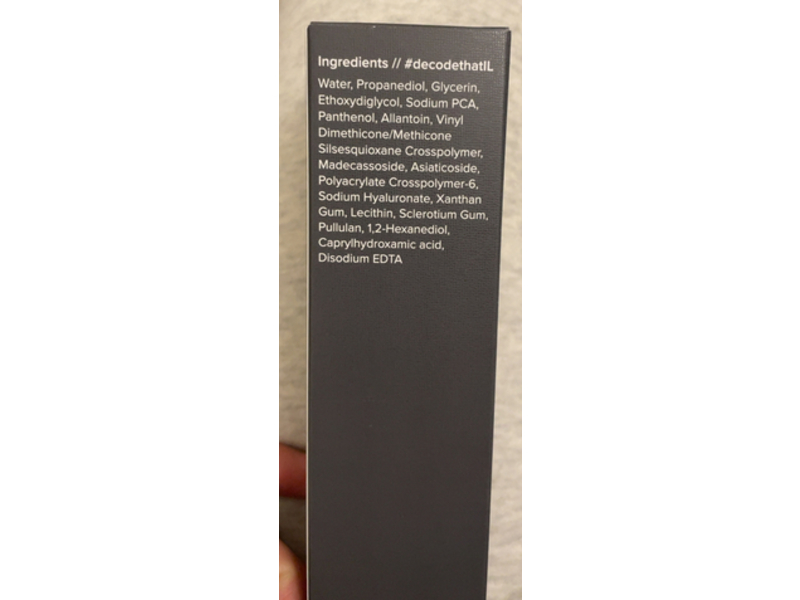 Ingredients // #decodethatIL
Water, Propanediol, Glycerin,
Ethoxydiglycol, Sodium PCA,
Panthenol, Allantoin, Vinyl
Dimethicone/Methicone
Silsesquioxane Crosspolymer,
Madecassoside, Asiaticoside,
Polyacrylate Crosspolymer-6,
Sodium Hyaluronate, Xanthan
Gum, Lecithin, Sclerotium Gum,
Pullulan, 1,2-Hexanediol,
Caprylhydroxamic acid,
Disodium EDTA